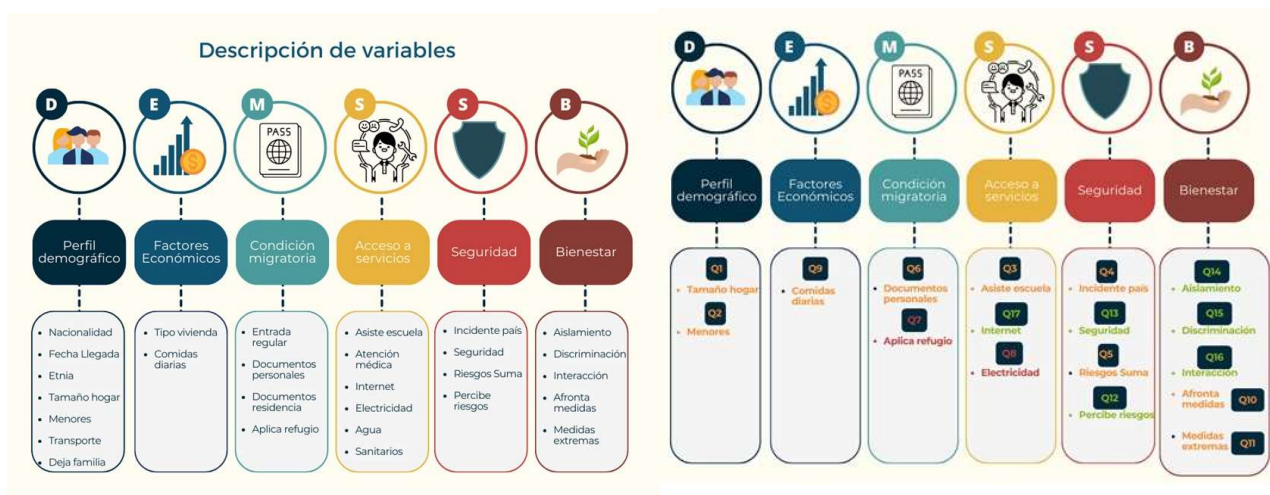 Descripción de variables
D
E
M
S
S
B
PASS
Perfil
demográfico
Factores
Económicos
Condición
migratoria
Acceso a
servicios
Seguridad
Bienestar
• Nacionalidad
• Fecha Llegada
• Etnia
• Tamaño hogar
• Menores
• Transporte
• Deja familia
• Tipo vivienda
• Comidas
diarias
• Entrada
regular
• Documentos
personales
• Documentos
residencia
• Aplica refugio
• Asiste escuela
• Atención
médica
• Internet
• Electricidad
• Agua
• Sanitarios
• Incidente país
• Seguridad
• Riesgos Suma
• Percibe
riesgos
• Aislamiento
• Discriminación
• Interacción
• Afronta
medidas
• Medidas
extremas
D
E
M
S
S
B
PASS
Perfil
demográfico
Factores
Económicos
Condición
migratoria
Acceso a
servicios
Seguridad
Bienestar
Q1
• Tamaño hogar
Q2
• Menores
Q9
• Comidas
diarias
Q6
• Documentos
personales
Q7
• Aplica refugio
Q3
• Asiste escuela
Q17
• Internet
Q8
• Electricidad
Q4
• Incidente país
Q13
• Seguridad
Q5
• Riesgos Suma
Q12
• Percibe riesgos
Q14
• Aislamiento
Q15
• Discriminación
Q16
• Interacción
• Afronta
medidas
Q10
• Medidas
extremas
Q11